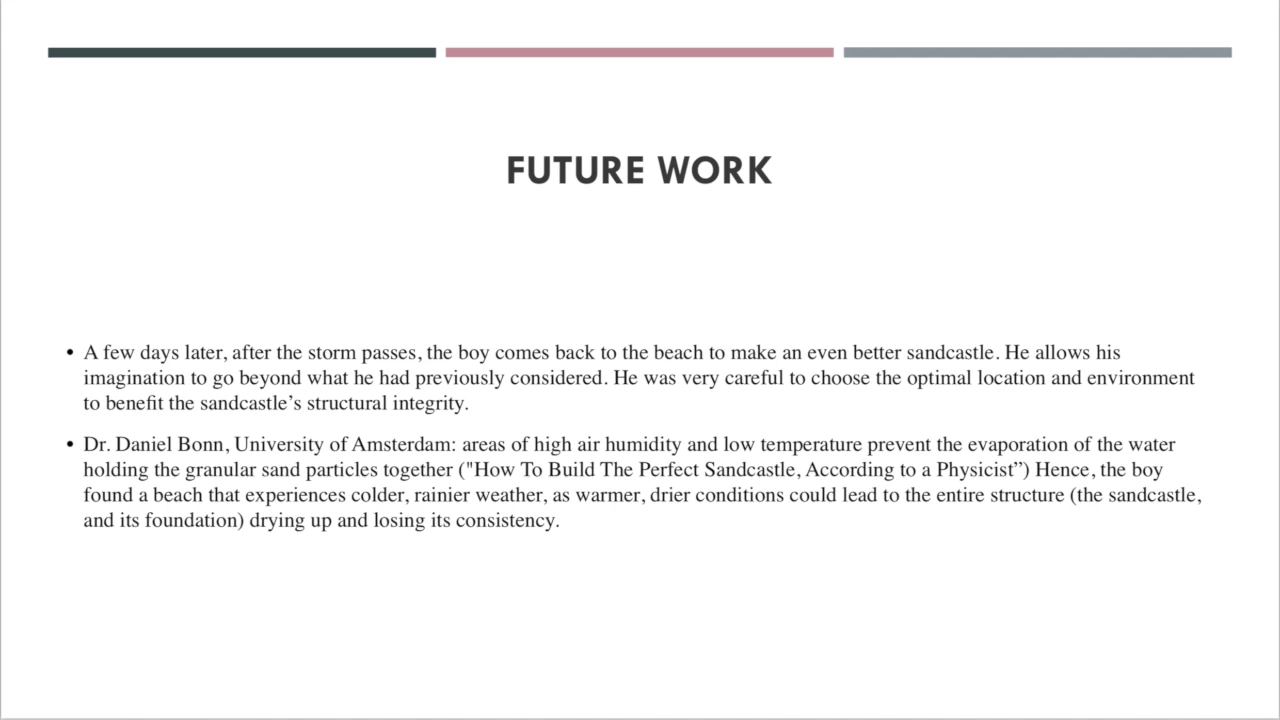 FUTURE WORK
• A few days later, after the storm passes, the boy comes back to the beach to make an even better sandcastle. He allows his
imagination to go beyond what he had previously considered. He was very careful to choose the optimal location and environment
to benefit the sandcastle’s structural integrity.
• Dr. Daniel Bonn, University of Amsterdam: areas of high air humidity and low temperature prevent the evaporation of the water
holding the granular sand particles together ("How To Build The Perfect Sandcastle, According to a Physicist”) Hence, the boy
found a beach that experiences colder, rainier weather, as warmer, drier conditions could lead to the entire structure (the sandcastle,
and its foundation) drying up and losing its consistency.